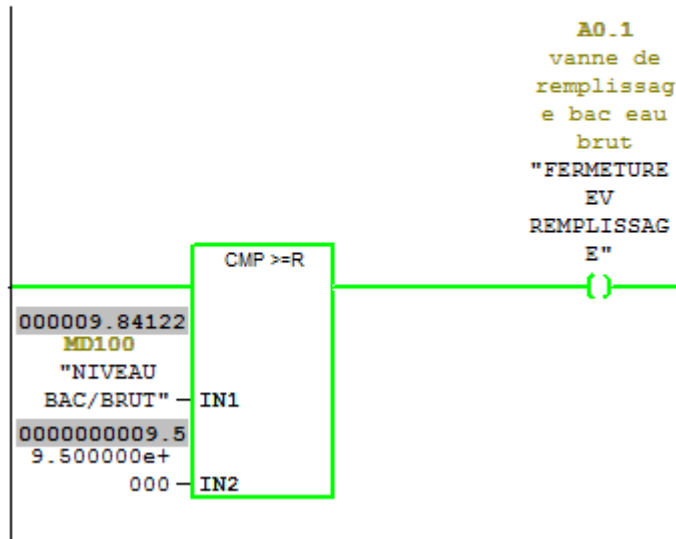 A0.1
vanne de
remplissag
e bac eau
brut
"FERMETURE
EV
REMPLISSAG
E"
CMP >=R
( )
000009.84122
MD100
"NIVEAU
BAC/BRUT"
IN1
0000000009.5
9.500000e+
000
IN2